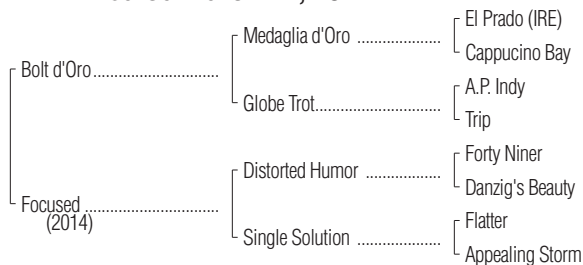 Bolt d'Oro
Medaglia d'Oro
El Prado (IRE)
Cappucino Bay
Globe Trot
A.P. Indy
Trip
Focused
(2014)
Distorted Humor
Forty Niner
Danzig's Beauty
Single Solution
Flatter
Appealing Storm